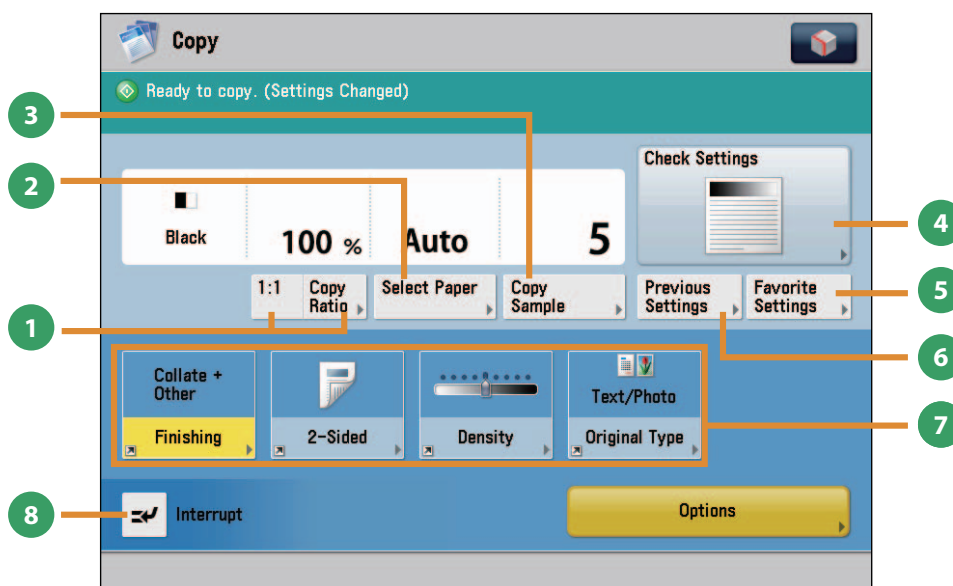 Copy
Ready to copy. (Settings Changed)
3
Check Settings
2
Black
100 %
Auto
5
4
1:1
Copy
Ratio
Select Paper
Copy
Sample
Previous
Settings
Favorite
Settings
5
1
6
Collate +
Other
Text/Photo
Finishing
2-Sided
Density
Original Type
7
8
Interrupt
Options